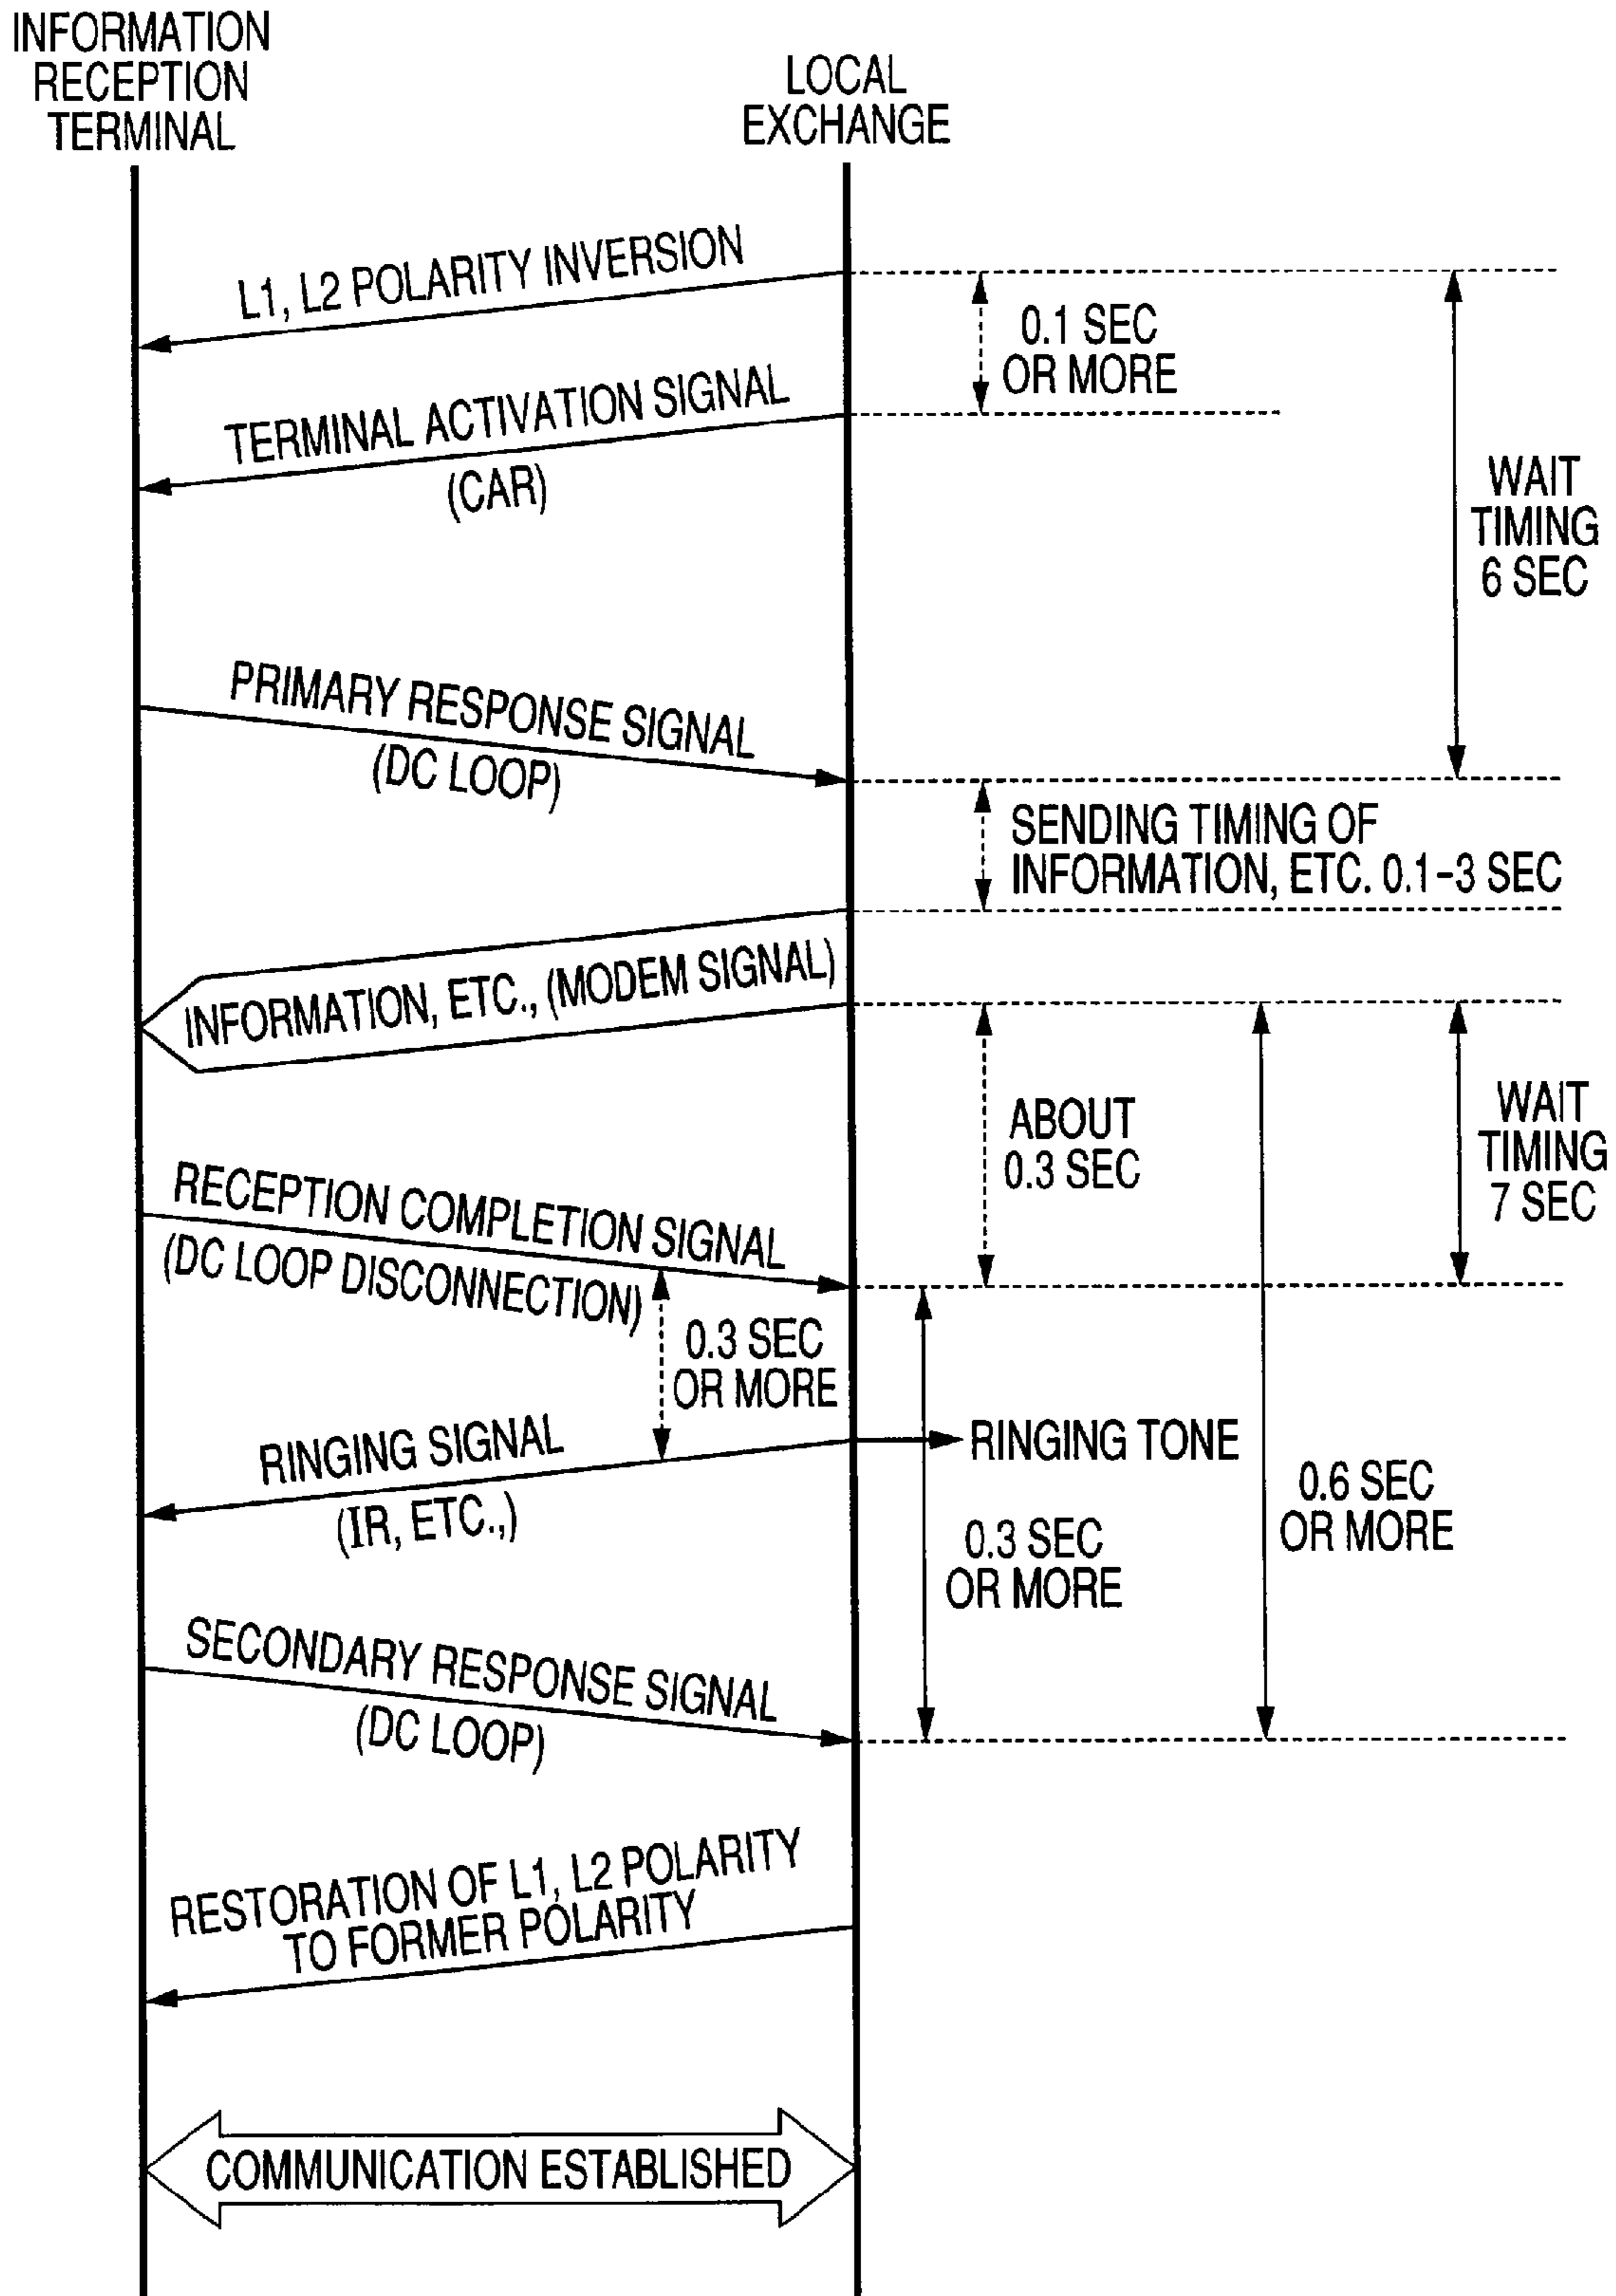 INFORMATION
RECEPTION
TERMINAL
LOCAL
EXCHANGE
L1, L2 POLARITY INVERSION
0.1 SEC
OR MORE
TERMINAL ACTIVATION SIGNAL
(CAR)
WAIT
TIMING
6 SEC
PRIMARY RESPONSE SIGNAL
(DC LOOP)
SENDING TIMING OF
INFORMATION, ETC. 0.1-3 SEC
INFORMATION, ETC., (MODEM SIGNAL)
ABOUT
0.3 SEC
WAIT
TIMING
7 SEC
RECEPTION COMPLETION SIGNAL
(DC LOOP DISCONNECTION)
0.3 SEC
OR MORE
RINGING SIGNAL
(IR, ETC.,)
RINGING TONE
0.3 SEC
OR MORE
0.6 SEC
OR MORE
SECONDARY RESPONSE SIGNAL
(DC LOOP)
RESTORATION OF L1, L2 POLARITY
TO FORMER POLARITY
COMMUNICATION ESTABLISHED